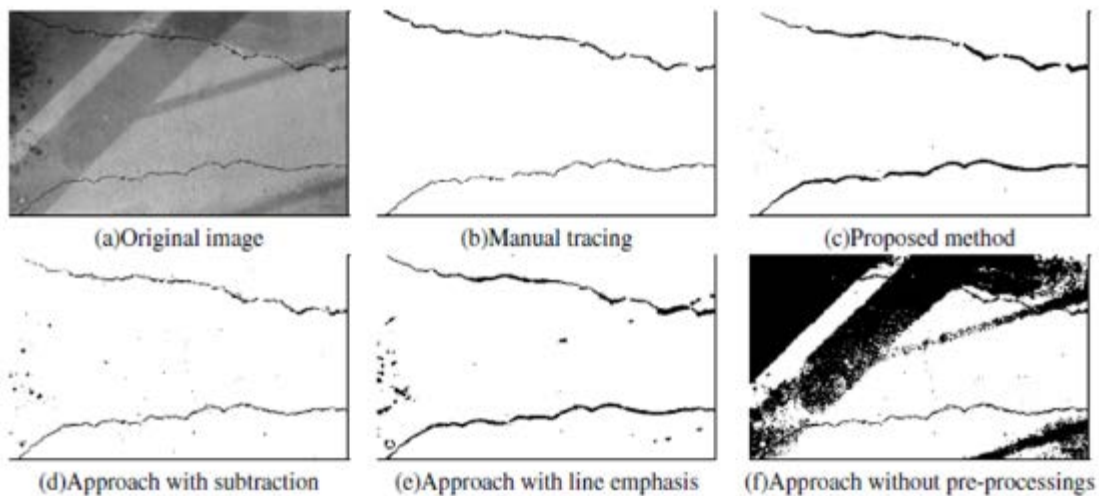 (a)Original image
(b)Manual tracing
(c)Proposed method
(d)Approach with subtraction
(e)Approach with line emphasis
(f)Approach without pre-processings